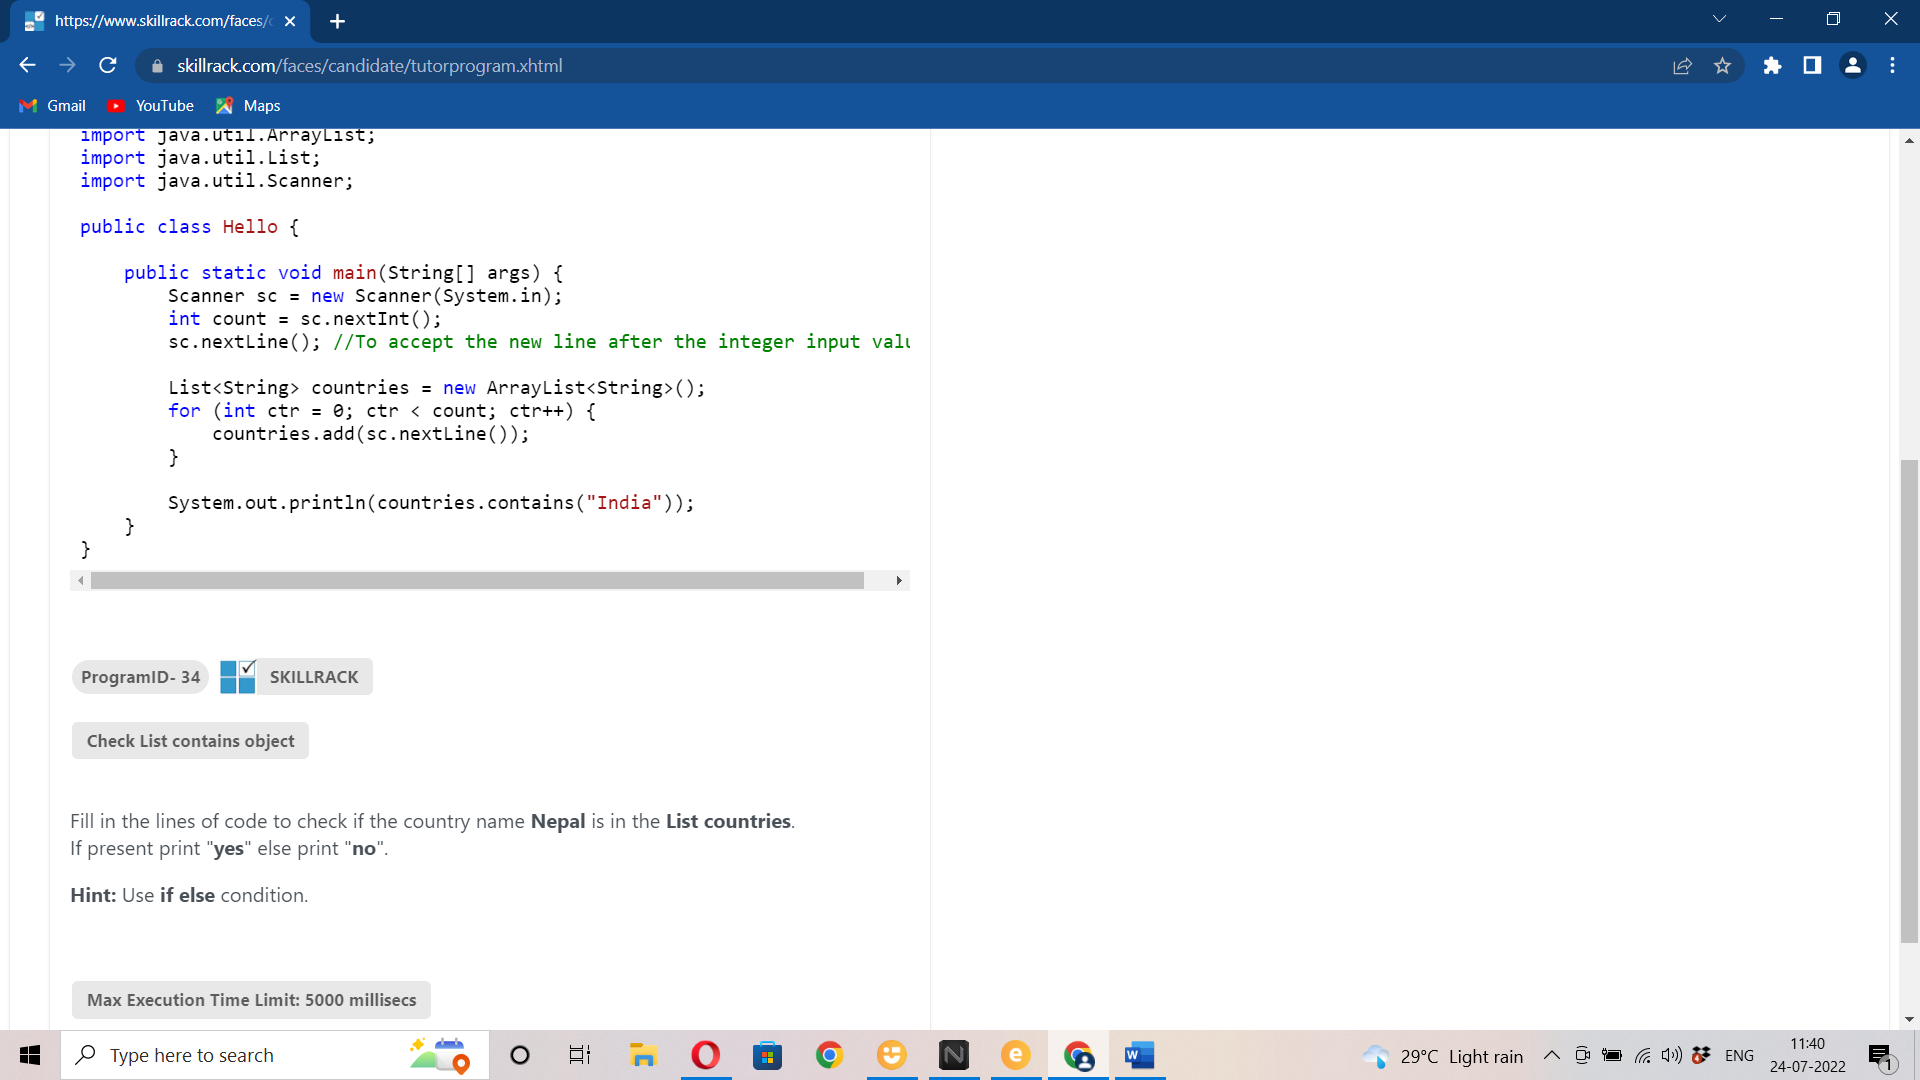 https://www.skillrack.com/faces/c
skillrack.com/faces/candidate/tutorprogram.xhtml
Gmail YouTube Maps
import java.util.ArrayList;
import java.util.List;
import java.util.Scanner;
public class Hello {
public static void main(String[] args) {
Scanner sc = new Scanner(System.in);
int count = sc.nextInt();
sc.nextLine(); //To accept the new line after the integer input valu
List<String> countries = new ArrayList<String>();
for (int ctr = 0; ctr < count; ctr++) {
countries.add(sc.nextLine());
}
System.out.println(countries.contains("India"));
}
}
ProgramID- 34 SKILLRACK
Check List contains object
Fill in the lines of code to check if the country name Nepal is in the List countries.
If present print "yes" else print "no".
Hint: Use if else condition.
Max Execution Time Limit: 5000 millisecs
Type here to search
29°C Light rain
ENG
11:40
24-07-2022
1